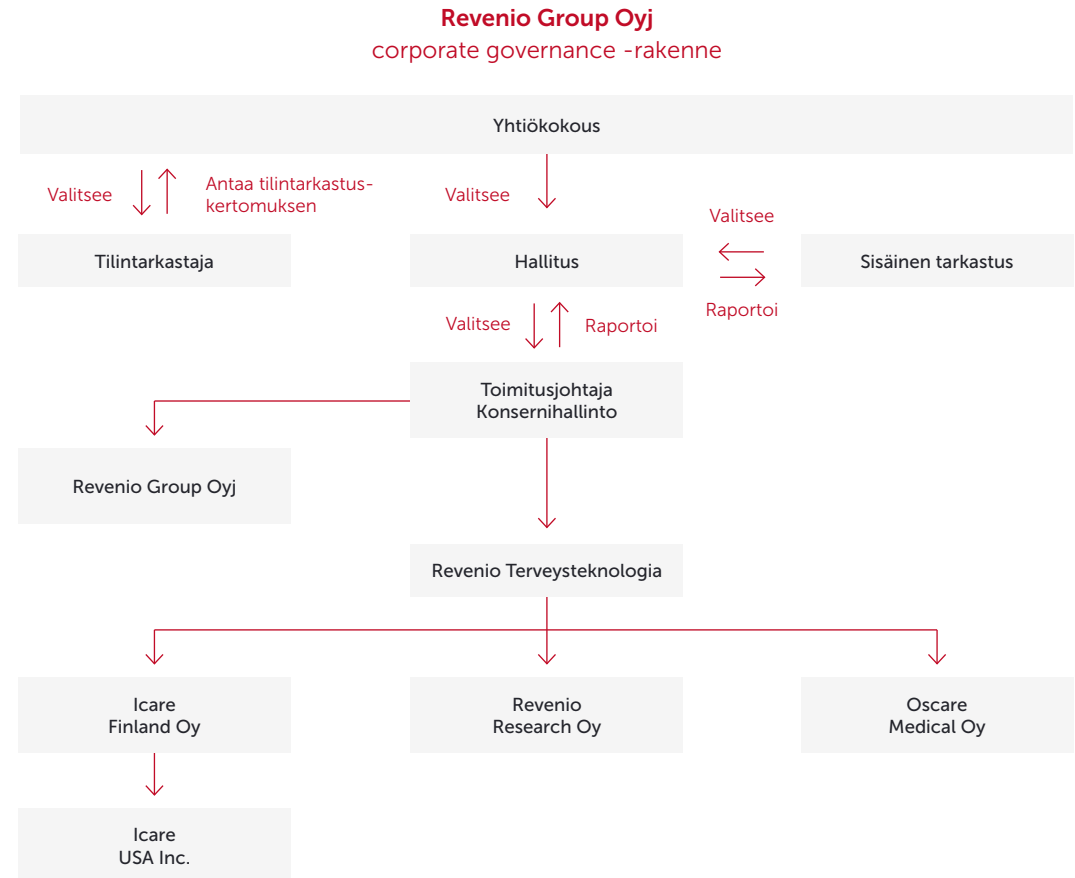 Revenio Group Oyj
corporate governance -rakenne
Yhtiökokous
Valitsee
Antaa tilintarkastus-
kertomuksen
Valitsee
Valitsee
Tilintarkastaja
Hallitus
Sisäinen tarkastus
Raportoi
Valitsee
Raportoi
Toimitusjohtaja
Konsernihallinto
Revenio Group Oyj
Revenio Terveysteknologia
Icare
Finland Oy
Revenio
Research Oy
Oscare
Medical Oy
Icare
USA Inc.